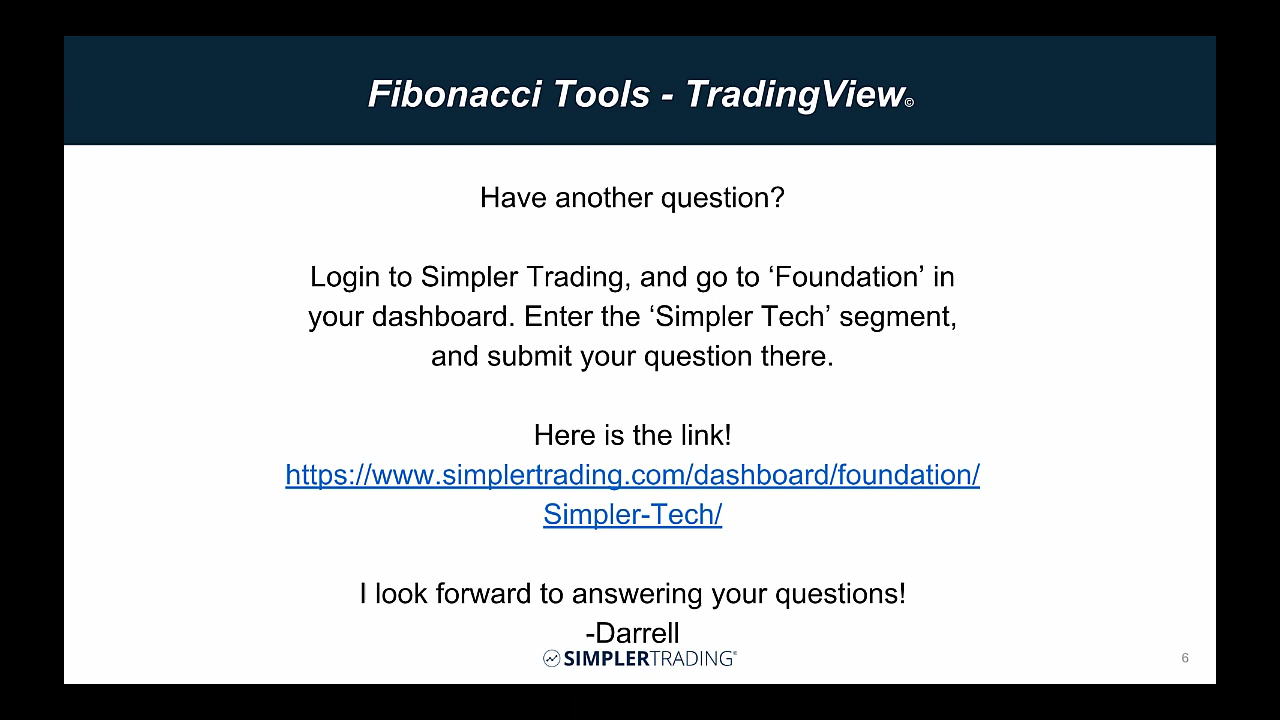 Fibonacci Tools - TradingView©
Have another question?
Login to Simpler Trading, and go to ‘Foundation’ in
your dashboard. Enter the ‘Simpler Tech’ segment,
and submit your question there.
Here is the link!
https://www.simplertrading.com/dashboard/foundation/
Simpler-Tech/
I look forward to answering your questions!
-Darrell
SIMPLERTRADING®
6